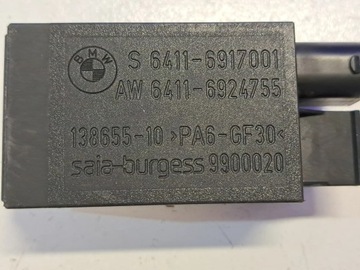 BMW
S 6411-6917001
AW 6411-6924755
138655-10 >PA6-GF30<
saia-burgess 9900020